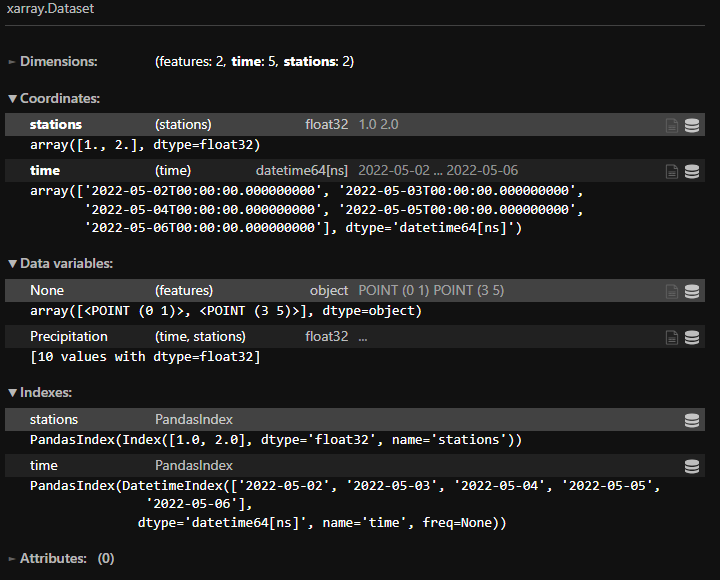 xarray.Dataset
► Dimensions: (features: 2, time: 5, stations: 2)
▼ Coordinates:
stations (stations) float32 1.0 2.0
array([1., 2.], dtype=float32)
time (time) datetime64[ns] 2022-05-02 ... 2022-05-06
array(['2022-05-02T00:00:00.000000000', '2022-05-03T00:00:00.000000000',
'2022-05-04T00:00:00.000000000', '2022-05-05T00:00:00.000000000',
'2022-05-06T00:00:00.000000000'], dtype='datetime64[ns]')
▼ Data variables:
None (features) object POINT (0 1) POINT (3 5)
array([<POINT (0 1)>, <POINT (3 5)>], dtype=object)
Precipitation (time, stations) float32 ...
[10 values with dtype=float32]
▼ Indexes:
stations PandasIndex
PandasIndex(Index([1.0, 2.0], dtype='float32', name='stations'))
time PandasIndex
PandasIndex(DatetimeIndex(['2022-05-02', '2022-05-03', '2022-05-04', '2022-05-05',
'2022-05-06'],
dtype='datetime64[ns]', name='time', freq=None))
► Attributes: (0)